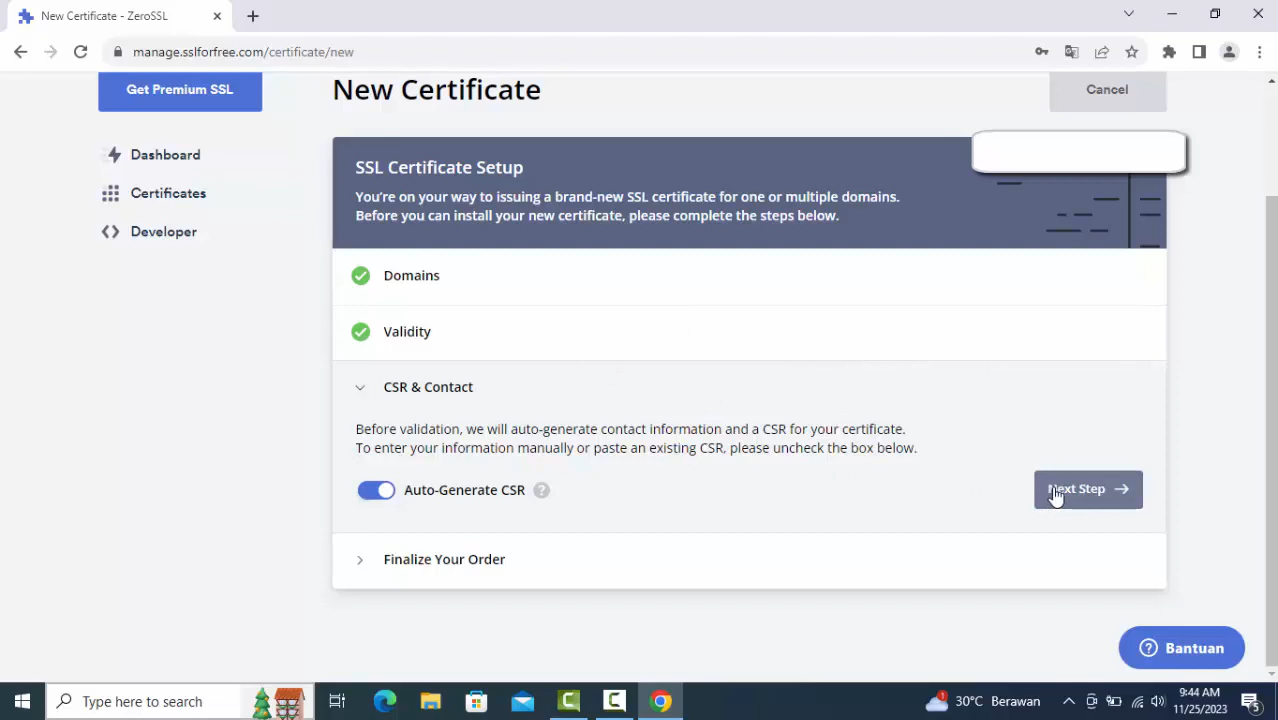 New Certificate - ZeroSSL
manage.sslforfree.com/certificate/new
Get Premium SSL
New Certificate
Cancel
Dashboard
Certificates
Developer
SSL Certificate Setup
You're on your way to issuing a brand-new SSL certificate for one or multiple domains.
Before you can install your new certificate, please complete the steps below.
Domains
Validity
CSR & Contact
Before validation, we will auto-generate contact information and a CSR for your certificate.
To enter your information manually or paste an existing CSR, please uncheck the box below.
Auto-Generate CSR ?
Next Step
Finalize Your Order
? Bantuan
Type here to search
30°C Berawan
9:44 AM
11/25/2023
5